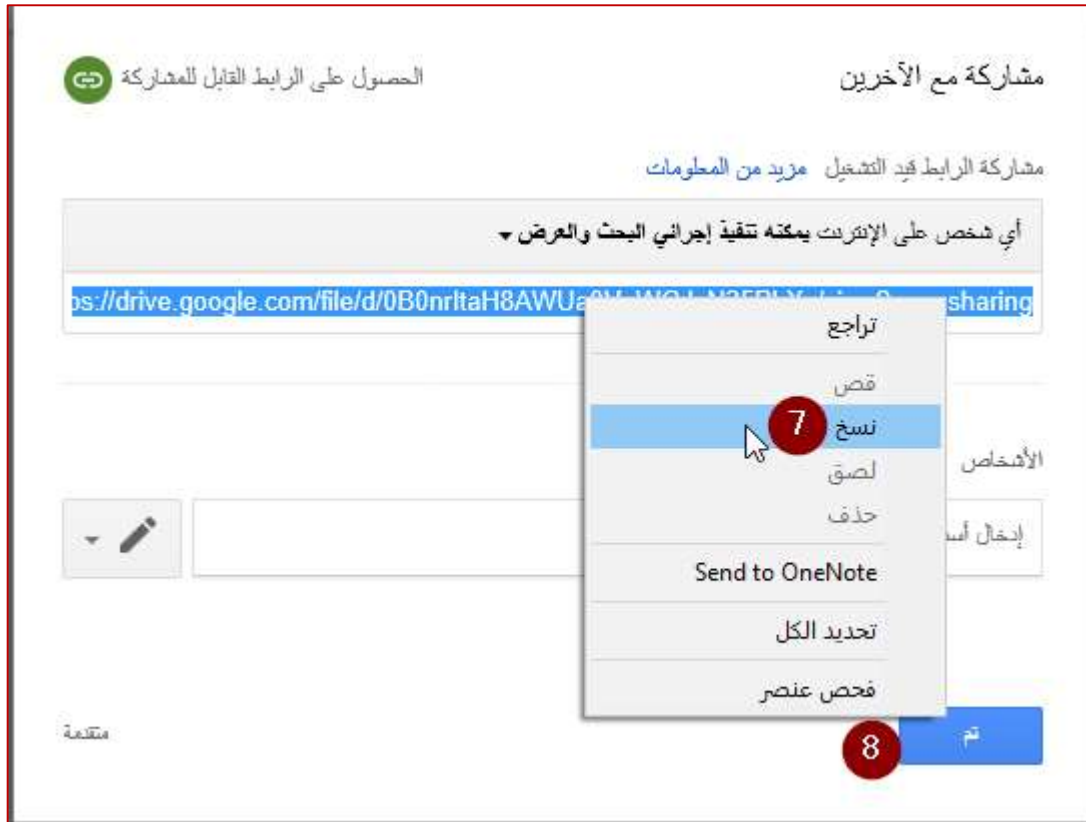 مشاركة مع الآخرين
الحصول على الرابط القابل للمشاركة
مشاركة الرابط قيد التشغيل مزيد من المعلومات
أي شخص على الإنترنت يمكنه تنفيذ إجرائي البحث والعرض
ps://drive.google.com/file/d/0B0nrItaH8AWUa
sharing
تراجع
قص
نسخ 7
لصق
حذف
Send to OneNote
تحديد الكل
فحص عنصر
الأشخاص
إدخال
تم
8
متقدمة